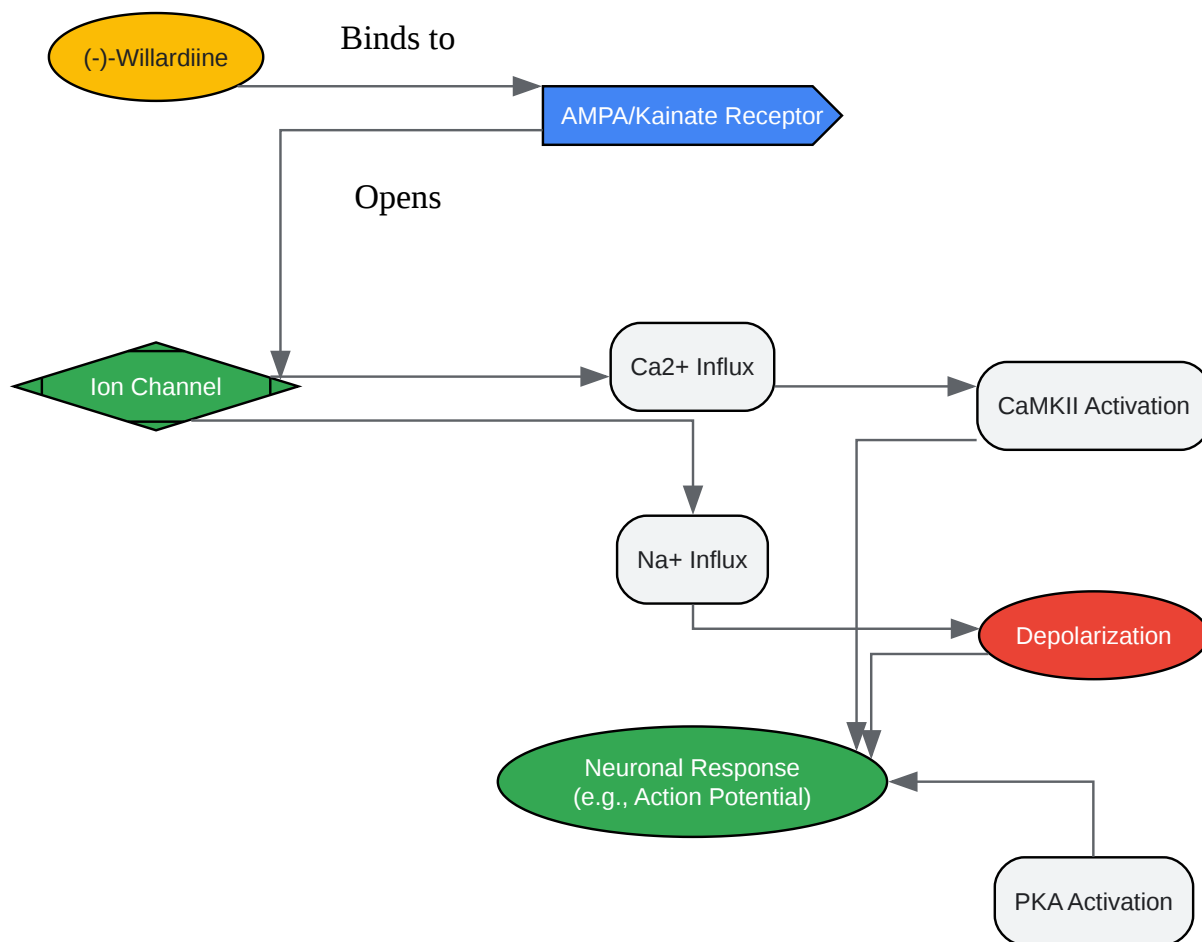 (-)-Willardiine
Binds to
AMPA/Kainate Receptor
Opens
Ion Channel
Ca2+ Influx
CaMKII Activation
Na+ Influx
Depolarization
Neuronal Response
(e.g., Action Potential)
PKA Activation